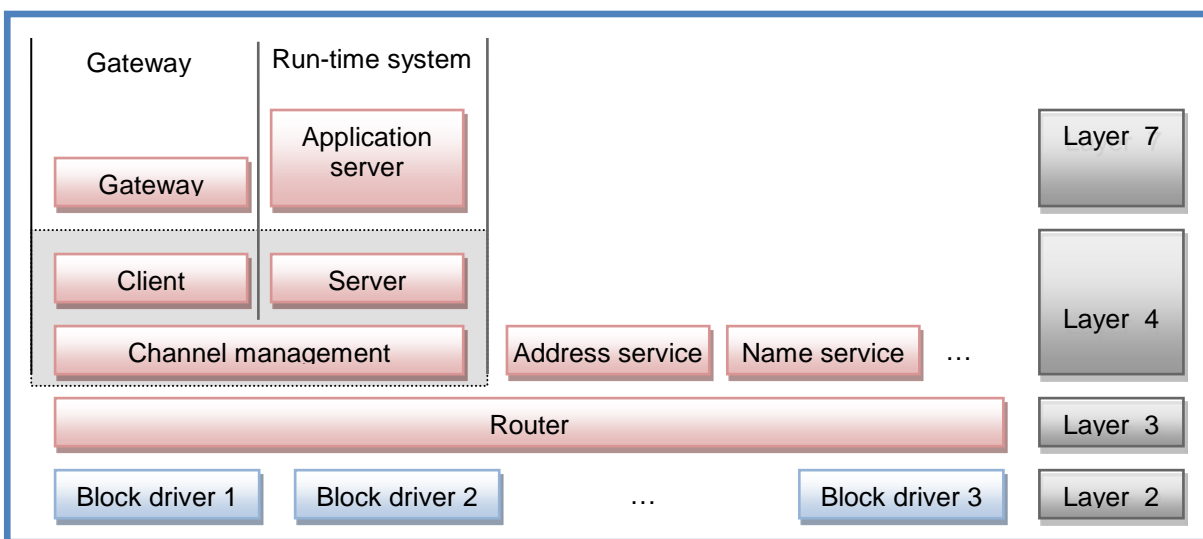 Gateway
Run-time system
Application
server
Layer 7
Gateway
Client
Server
Layer 4
Channel management
Address service
Name service
…
Router
Layer 3
Block driver 1
Block driver 2
…
Block driver 3
Layer 2